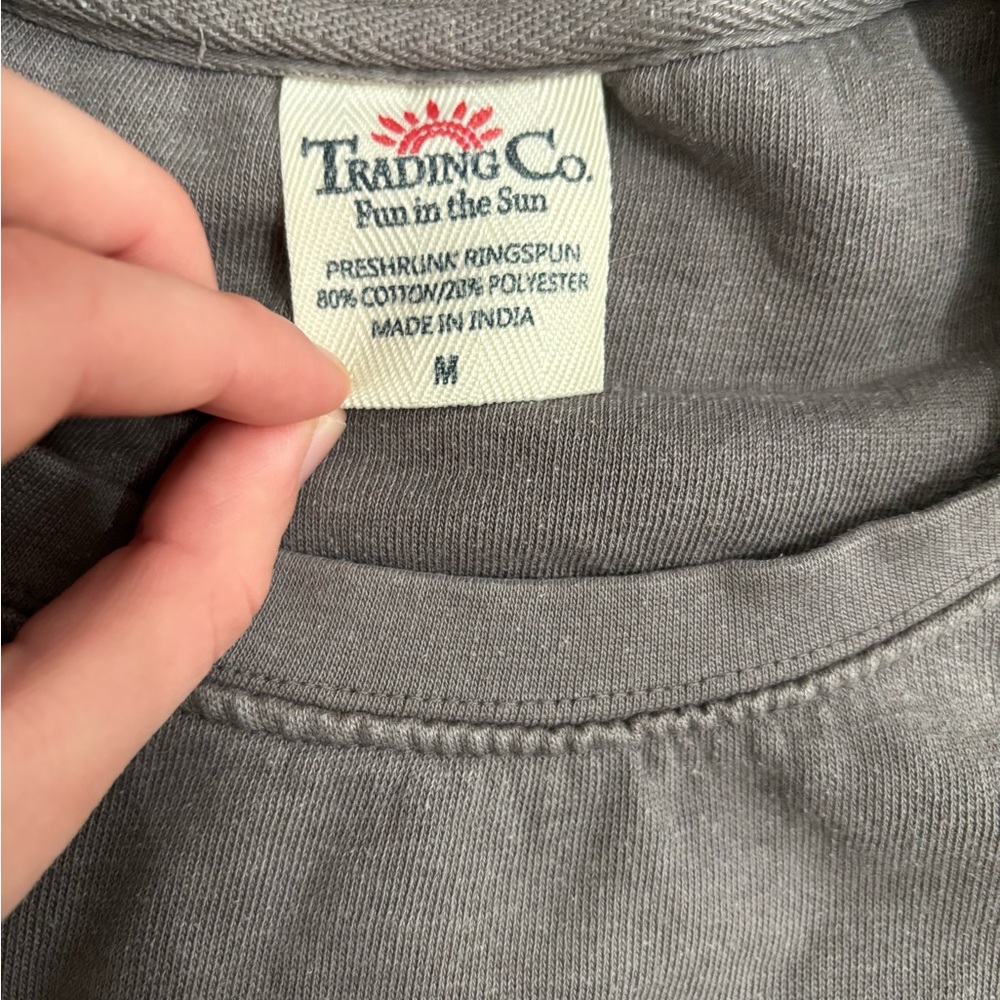 TRADING CO.
Fun in the Sun
PRESHRUNK RINGSPUN
80% COTTON/20% POLYESTER
MADE IN INDIA
M